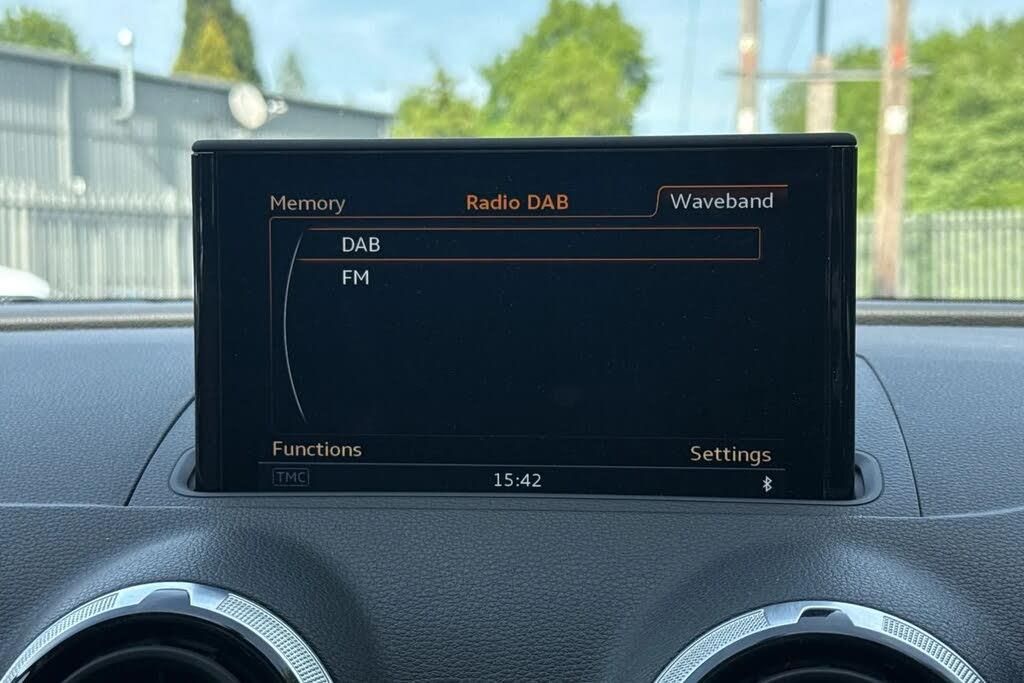 Memory Radio DAB Waveband
DAB
FM
Functions Settings
TMC 15:42